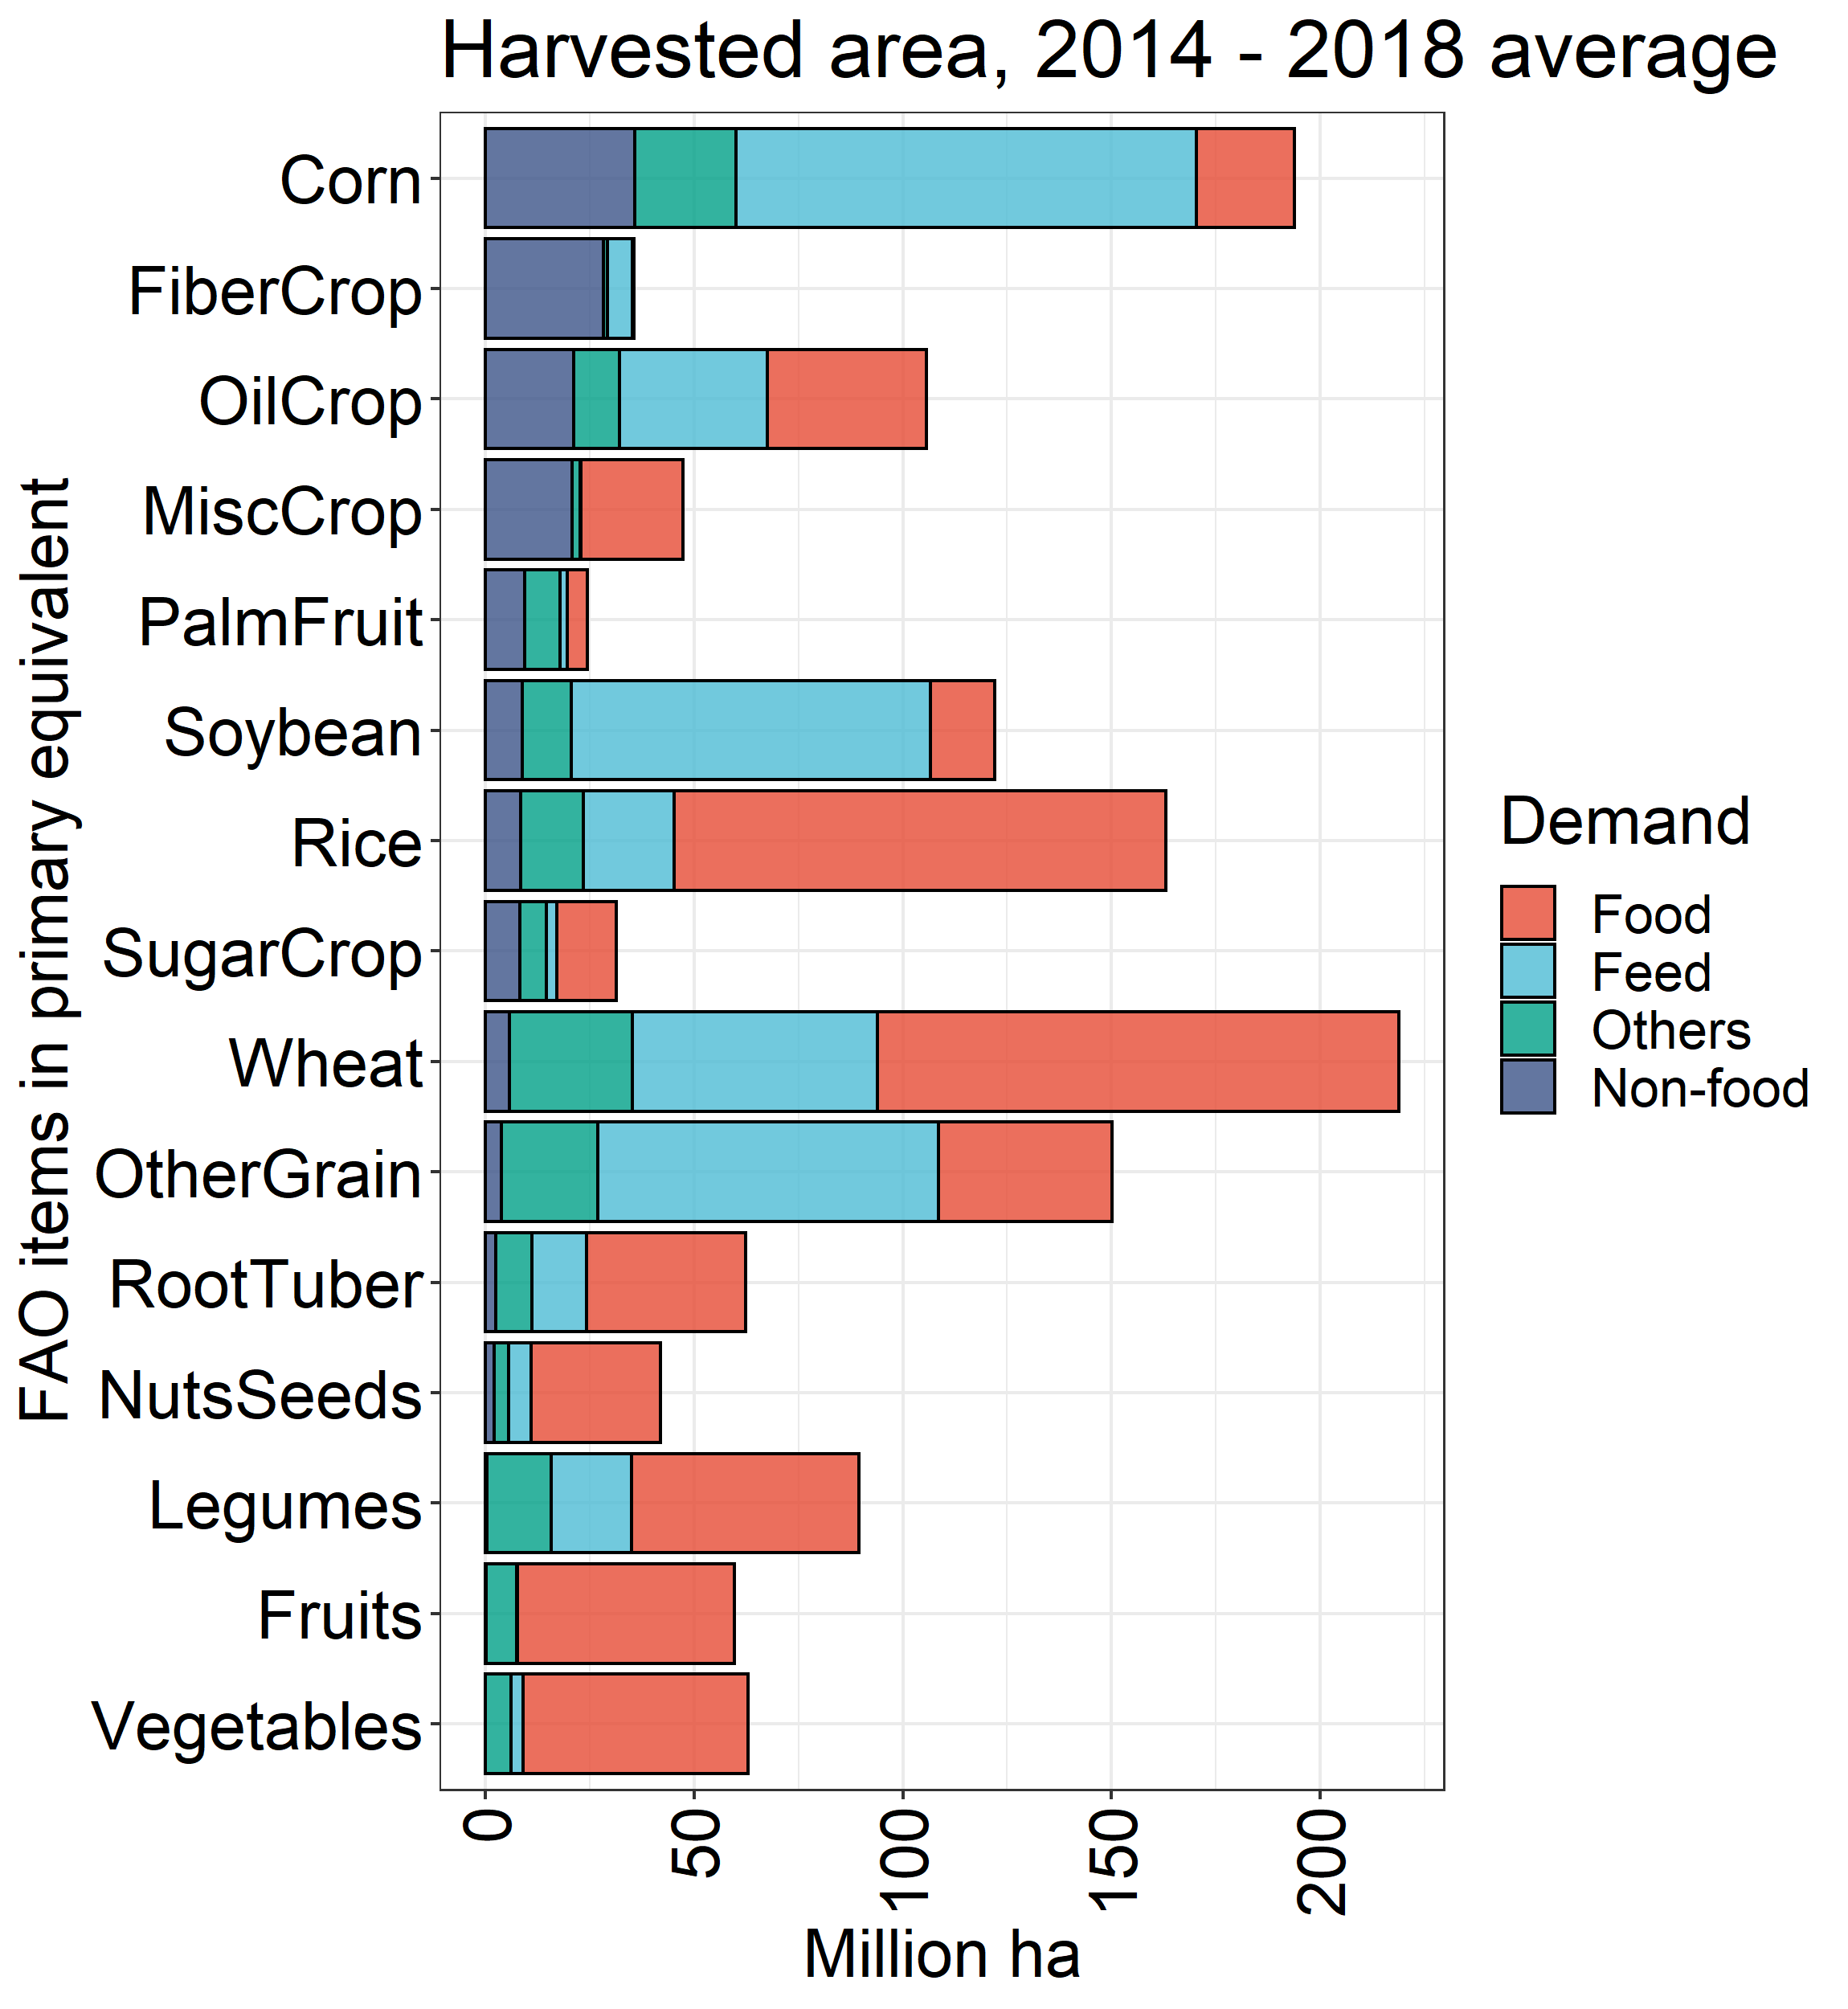 Harvested area, 2014 - 2018 average
FAO items in primary equivalent
Corn
FiberCrop
OilCrop
MiscCrop
PalmFruit
Soybean
Rice
SugarCrop
Wheat
OtherGrain
RootTuber
NutsSeeds
Legumes
Fruits
Vegetables
0
50
100
150
200
Million ha
Demand
Food
Feed
Others
Non-food